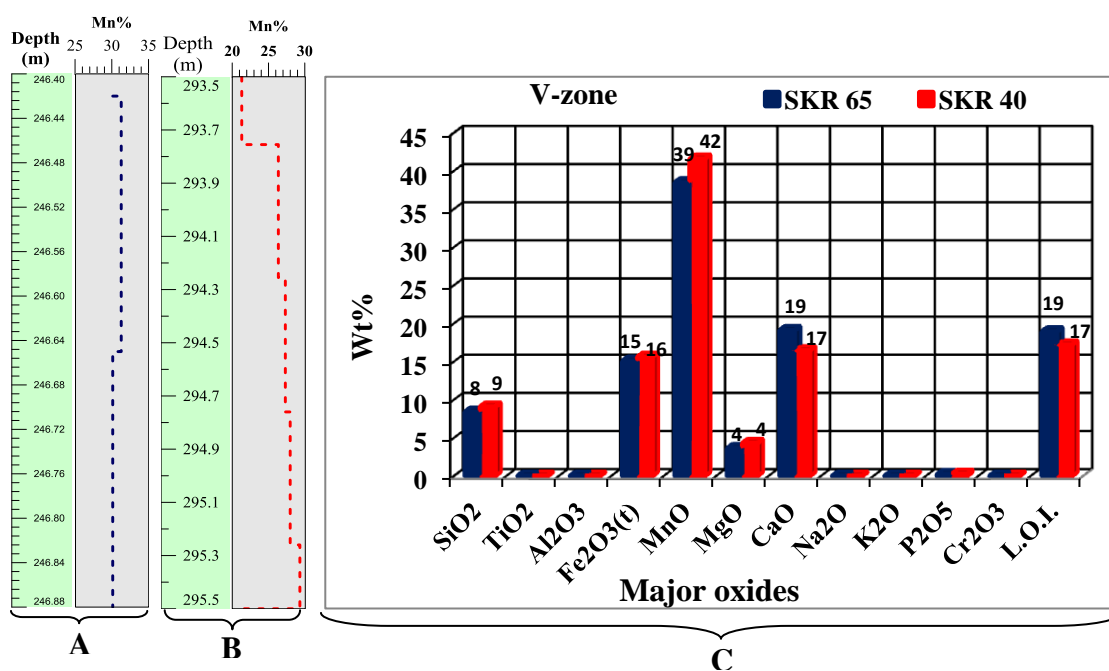 Mn%
Depth
(m)
25 30 35
246.40
246.44
246.48
246.52
246.56
246.60
246.64
246.68
246.72
246.76
246.80
246.84
246.88
A
Mn%
Depth
(m)
20 25 30
293.5
293.7
293.9
294.1
294.3
294.5
294.7
294.9
295.1
295.3
295.5
B
V-zone
SKR 65 SKR 40
Wt%
45
40
35
30
25
20
15
10
5
0
8 9 15 16 39 42 4 4 19 17 19 17
SiO2 TiO2 Al2O3 Fe2O3(t) MnO MgO CaO Na2O K2O P2O5 Cr2O3 L.O.I.
Major oxides
C